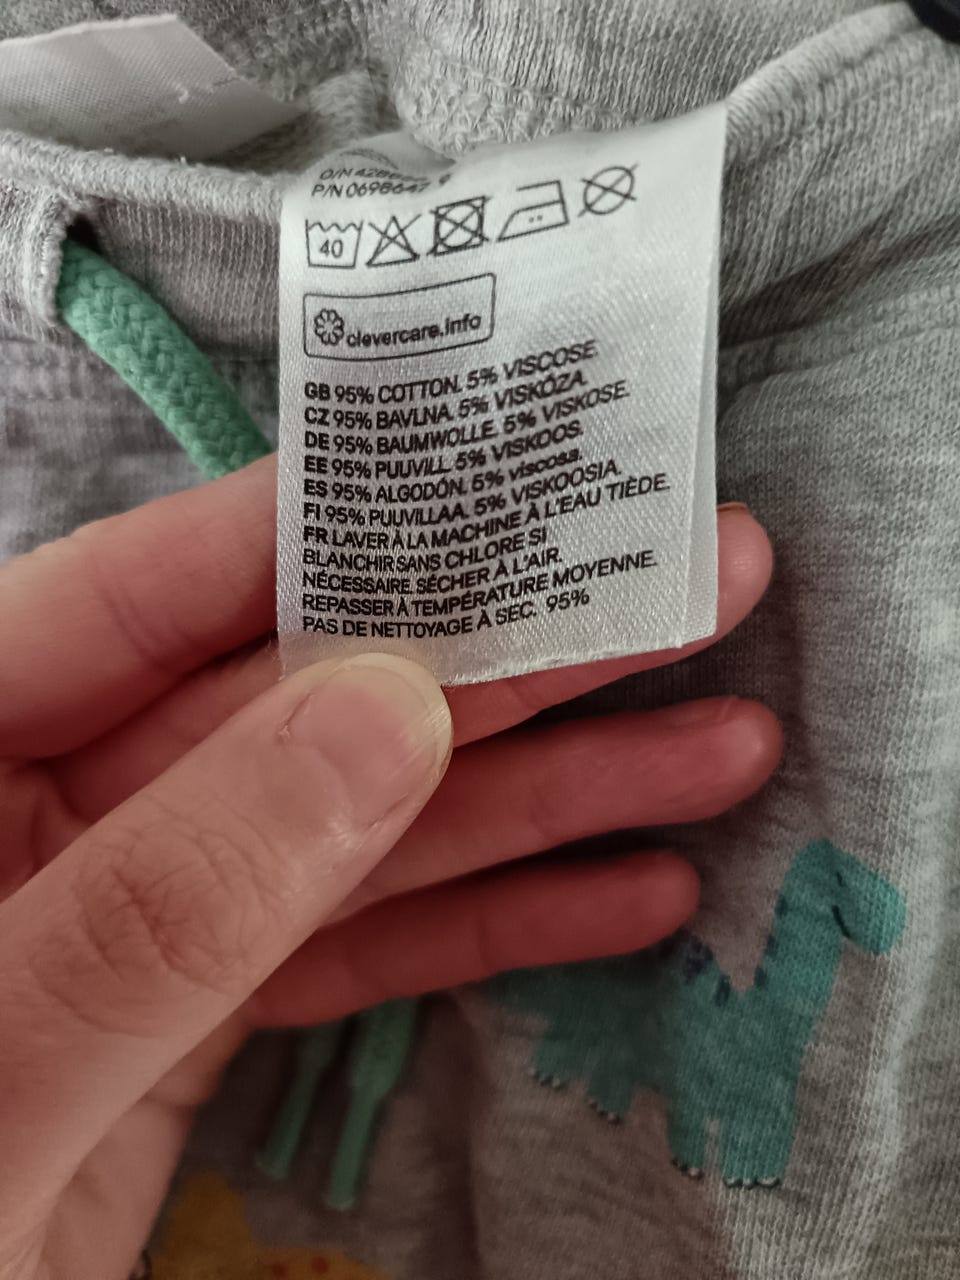 O/N
P/N 0698647 9
40
clevercare.info
GB 95% COTTON. 5% VISCOSE.
CZ 95% BAVLNA. 5% VISKÓZA.
DE 95% BAUMWOLLE. 5% VISKOSE.
EE 95% PUUVILL. 5% VISKOOS.
ES 95% ALGODÓN. 5% viscosa.
FI 95% PUUVILLAA. 5% VISKOOSIA.
FR LAVER À LA MACHINE À L'EAU TIÈDE.
BLANCHIR SANS CHLORE SI
NÉCESSAIRE. SÉCHER À L'AIR.
REPASSER À TEMPÉRATURE MOYENNE.
PAS DE NETTOYAGE À SEC. 95%